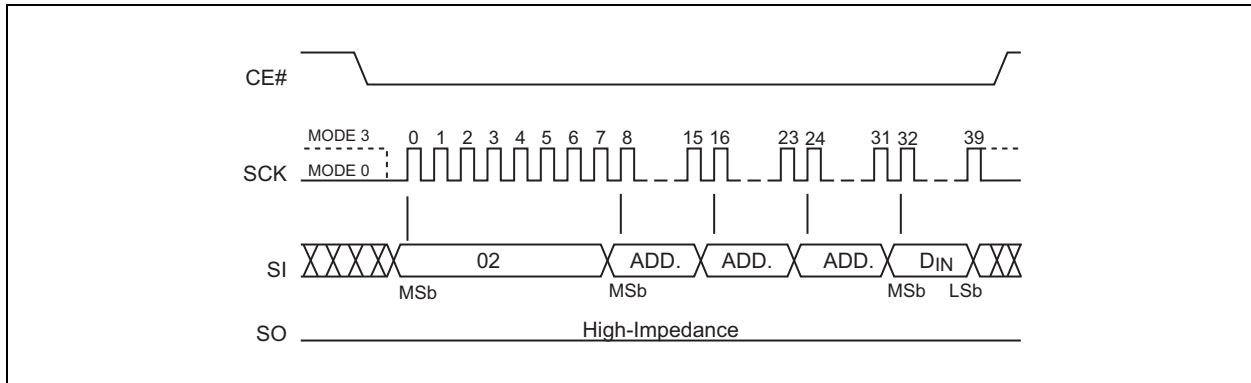 CE#
MODE 3
0 1 2 3 4 5 6 7 8 15 16 23 24 31 32 39
SCK
MODE 0
SI
02 ADD. ADD. ADD. DIN
MSb MSb MSb LSb
SO
High-Impedance